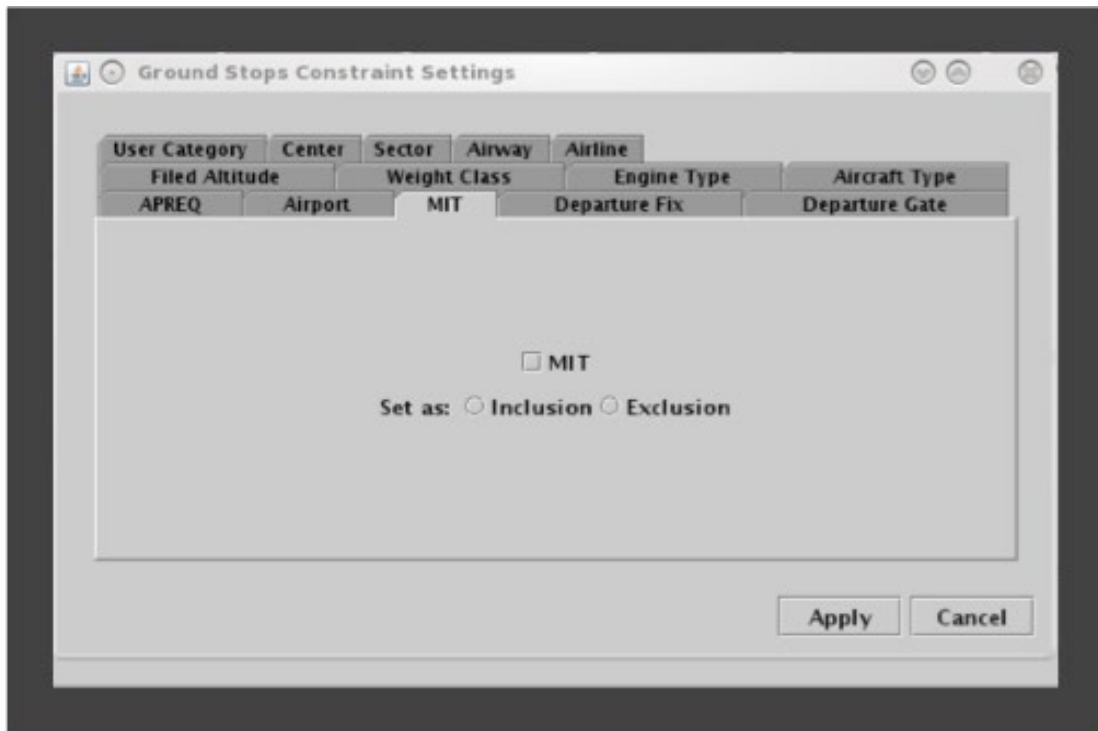 Ground Stops Constraint Settings
User Category Center Sector Airway Airline
Filed Altitude Weight Class Engine Type Aircraft Type
APREQ Airport MIT Departure Fix Departure Gate
MIT
Set as: Inclusion Exclusion
Apply Cancel